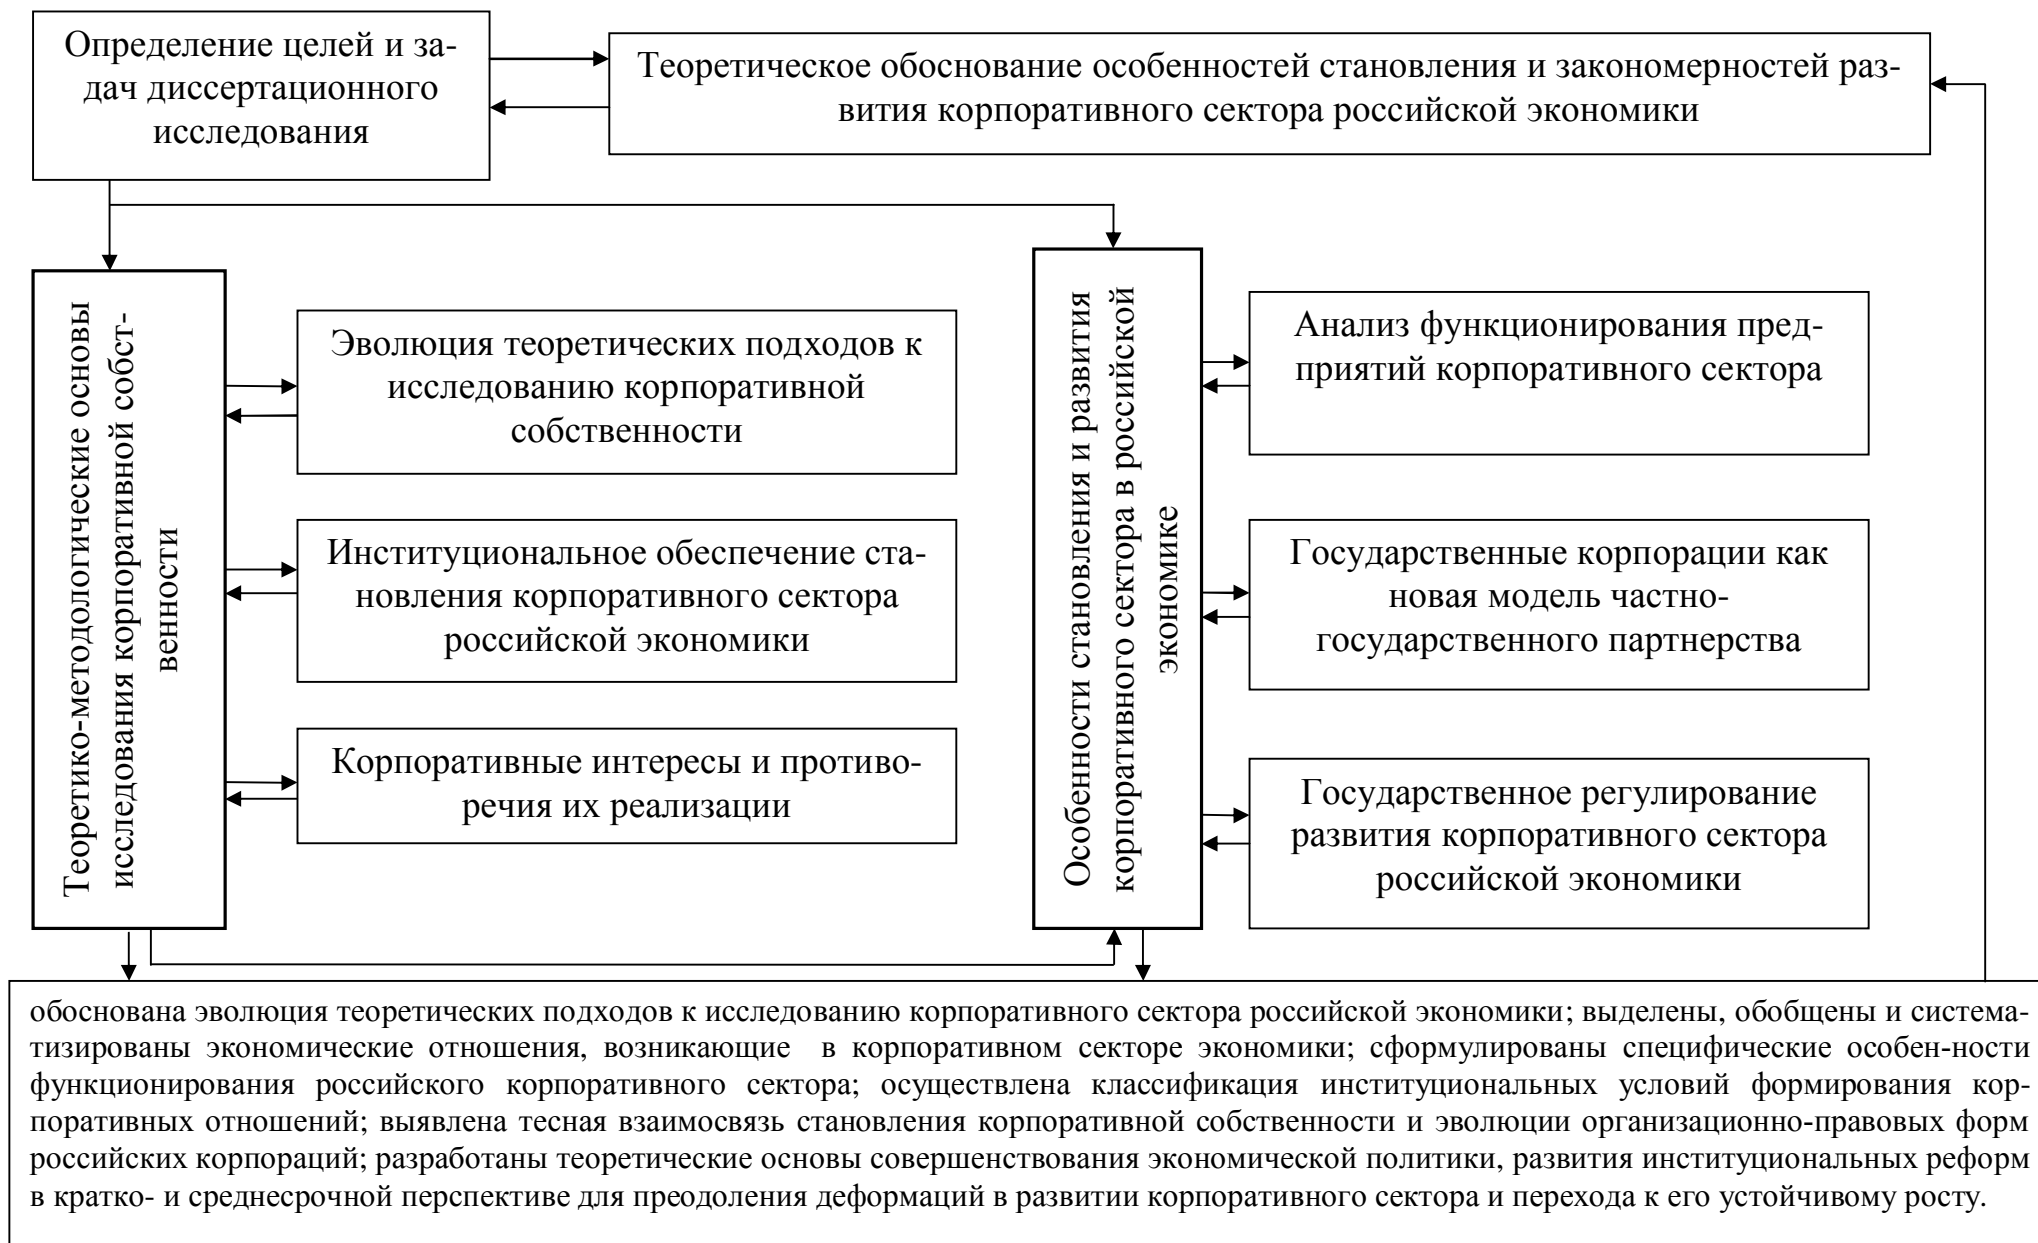 Определение целей и за-
дач диссертационного
исследования
Теоретическое обоснование особенностей становления и закономерностей раз-
вития корпоративного сектора российской экономики
Теоретико-методологические основы
исследования корпоративной собст-
венности
Эволюция теоретических подходов к
исследованию корпоративной
собственности
Институциональное обеспечение ста-
новления корпоративного сектора
российской экономики
Корпоративные интересы и противо-
речия их реализации
Особенности становления и развития
корпоративного сектора в российской
экономике
Анализ функционирования пред-
приятий корпоративного сектора
Государственные корпорации как
новая модель частно-
государственного партнерства
Государственное регулирование
развития корпоративного сектора
российской экономики
обоснована эволюция теоретических подходов к исследованию корпоративного сектора российской экономики; выделены, обобщены и система-
тизированы экономические отношения, возникающие в корпоративном секторе экономики; сформулированы специфические особен-ности
функционирования российского корпоративного сектора; осуществлена классификация институциональных условий формирования кор-
поративных отношений; выявлена тесная взаимосвязь становления корпоративной собственности и эволюции организационно-правовых форм
российских корпораций; разработаны теоретические основы совершенствования экономической политики, развития институциональных реформ
в кратко- и среднесрочной перспективе для преодоления деформаций в развитии корпоративного сектора и перехода к его устойчивому росту.